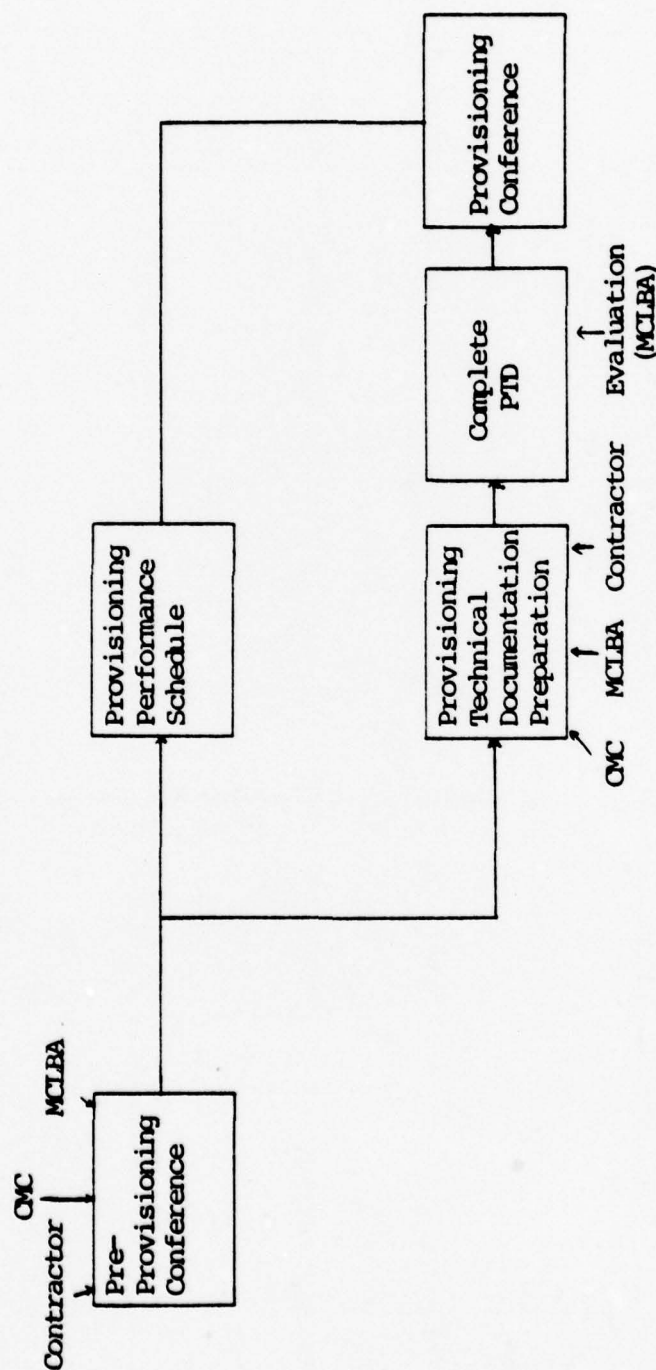 Contractor
CMC
MCLBA
Pre-
Provisioning
Conference
Provisioning
Performance
Schedule
Provisioning
Technical
Documentation
Preparation
CMC
MCLBA
Contractor
Complete
PTD
Evaluation
(MCLBA)
Provisioning
Conference